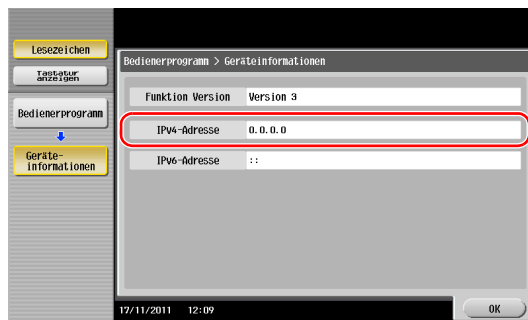 Lesezeichen
Tastatur
anzeigen
Bedienerprogramm
Geräte-
informationen
Bedienerprogramm > Geräteinformationen
Funktion Version Version 3
IPv4-Adresse 0.0.0.0
IPv6-Adresse ::
17/11/2011 12:09
OK